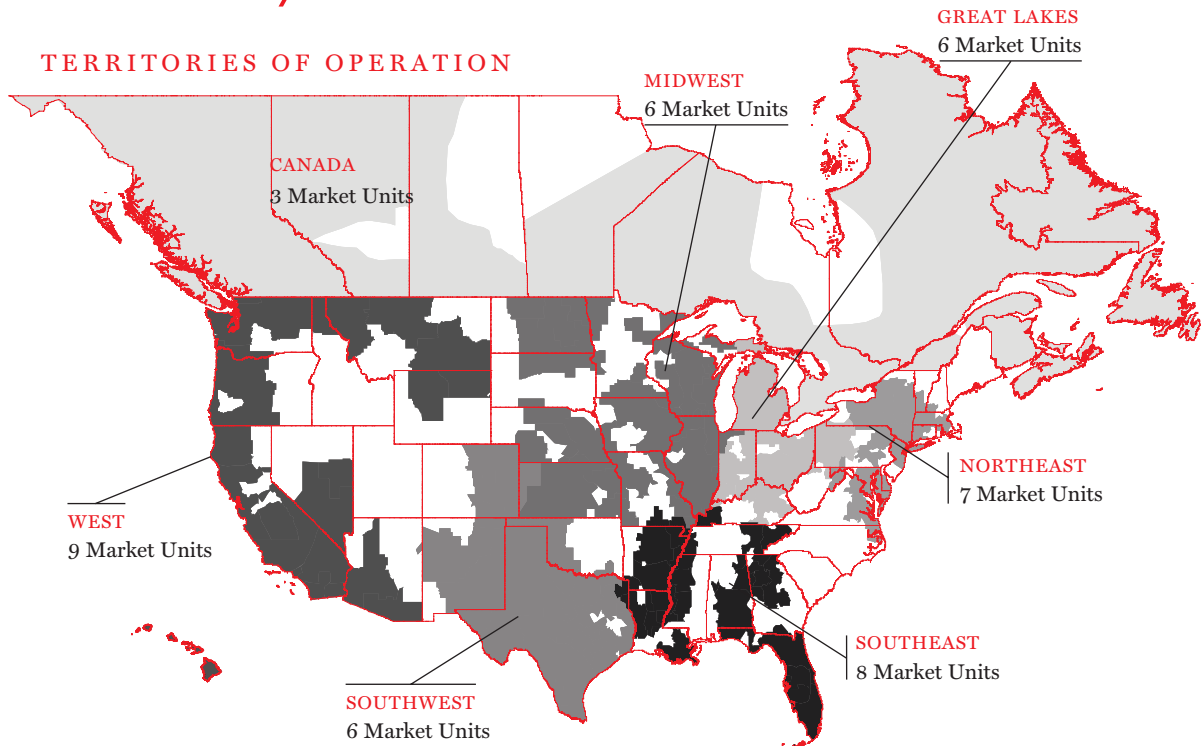 TERRITORIES OF OPERATION
GREAT LAKES
6 Market Units
MIDWEST
6 Market Units
CANADA
3 Market Units
NORTHEAST
7 Market Units
WEST
9 Market Units
SOUTHEAST
8 Market Units
SOUTHWEST
6 Market Units